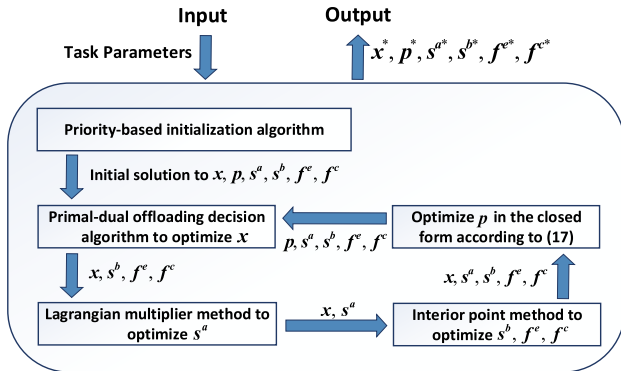 Input
Output
Task Parameters
x*, p*, s^a*, s^b*, f^e*, f^c*
Priority-based initialization algorithm
Initial solution to x, p, s^a, s^b, f^e, f^c
Primal-dual offloading decision
algorithm to optimize x
p, s^a, s^b, f^e, f^c
Optimize p in the closed
form according to (17)
x, s^b, f^e, f^c
x, s^a, s^b, f^e, f^c
Lagrangian multiplier method to
optimize s^a
x, s^a
Interior point method to
optimize s^b, f^e, f^c